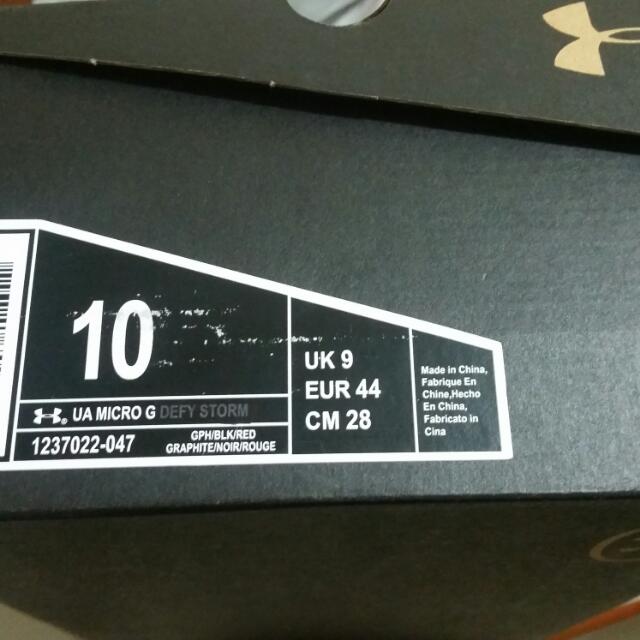 10
UA MICRO G DEFY STORM
1237022-047
GPH/BLK/RED
GRAPHITE/NOIR/ROUGE
UK 9
EUR 44
CM 28
Made in China,
Fabrique En
Chine,Hecho
En China,
Fabricato in
Cina